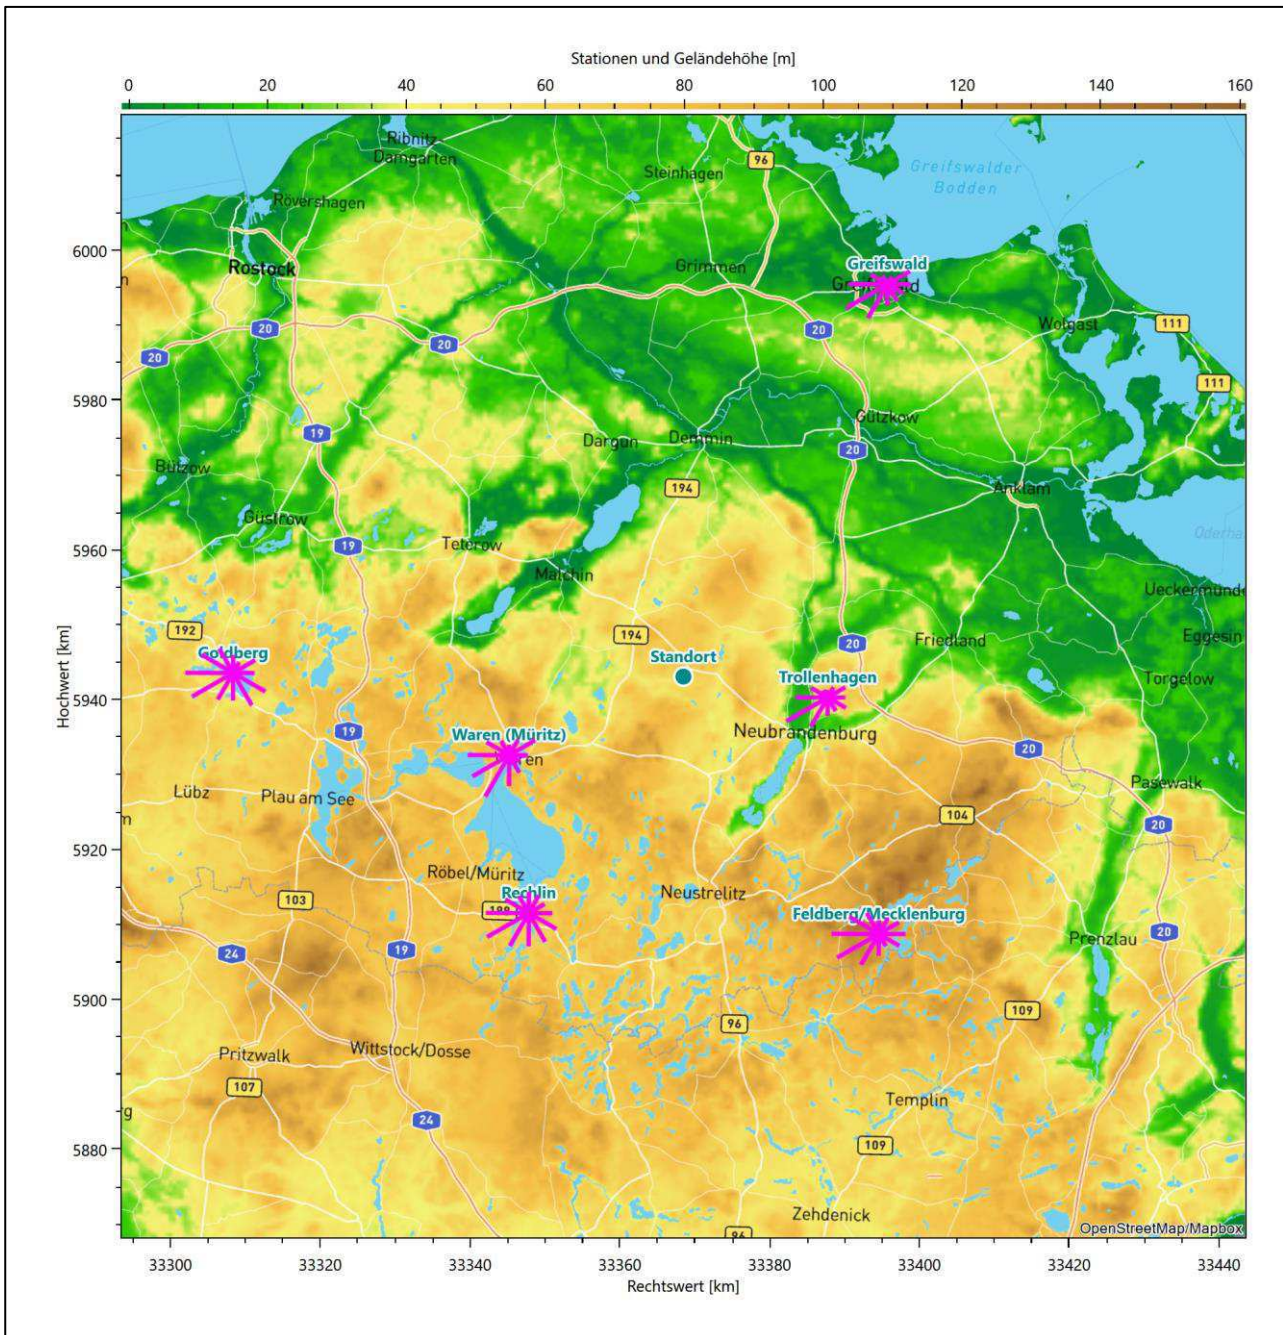 Stationen und Geländehöhe [m]
0 20 40 60 80 100 120 140 160
Ribnitz
Damgarten
96
Steinhagen
Greifswalder
Bodden
Rövershagen
6000
Rostock
Grimmen
Greifswald
20
20
20
20
Wolgast
111
111
5980
19
Gützkow
Dargun
Demmin
20
Bützow
194
Anklam
Güstrow
19
Teterow
5960
Malchin
Ueckermünde
192
194
20
Friedland
Eggesin
Goldberg
Standort
Trollenhagen
Torgelow
Hochwert [km]
5940
19
Waren (Müritz)
Neubrandenburg
20
Lübz
Plau am See
Pasewalk
104
20
5920
Röbel/Müritz
Rechlin
Neustrelitz
103
198
Feldberg/Mecklenburg
24
19
Prenzlau
20
5900
96
109
Pritzwalk
Wittstock/Dosse
107
24
Templin
5880
109
Zehdenick
96
OpenStreetMap/Mapbox
33300 33320 33340 33360 33380 33400 33420 33440
Rechtswert [km]